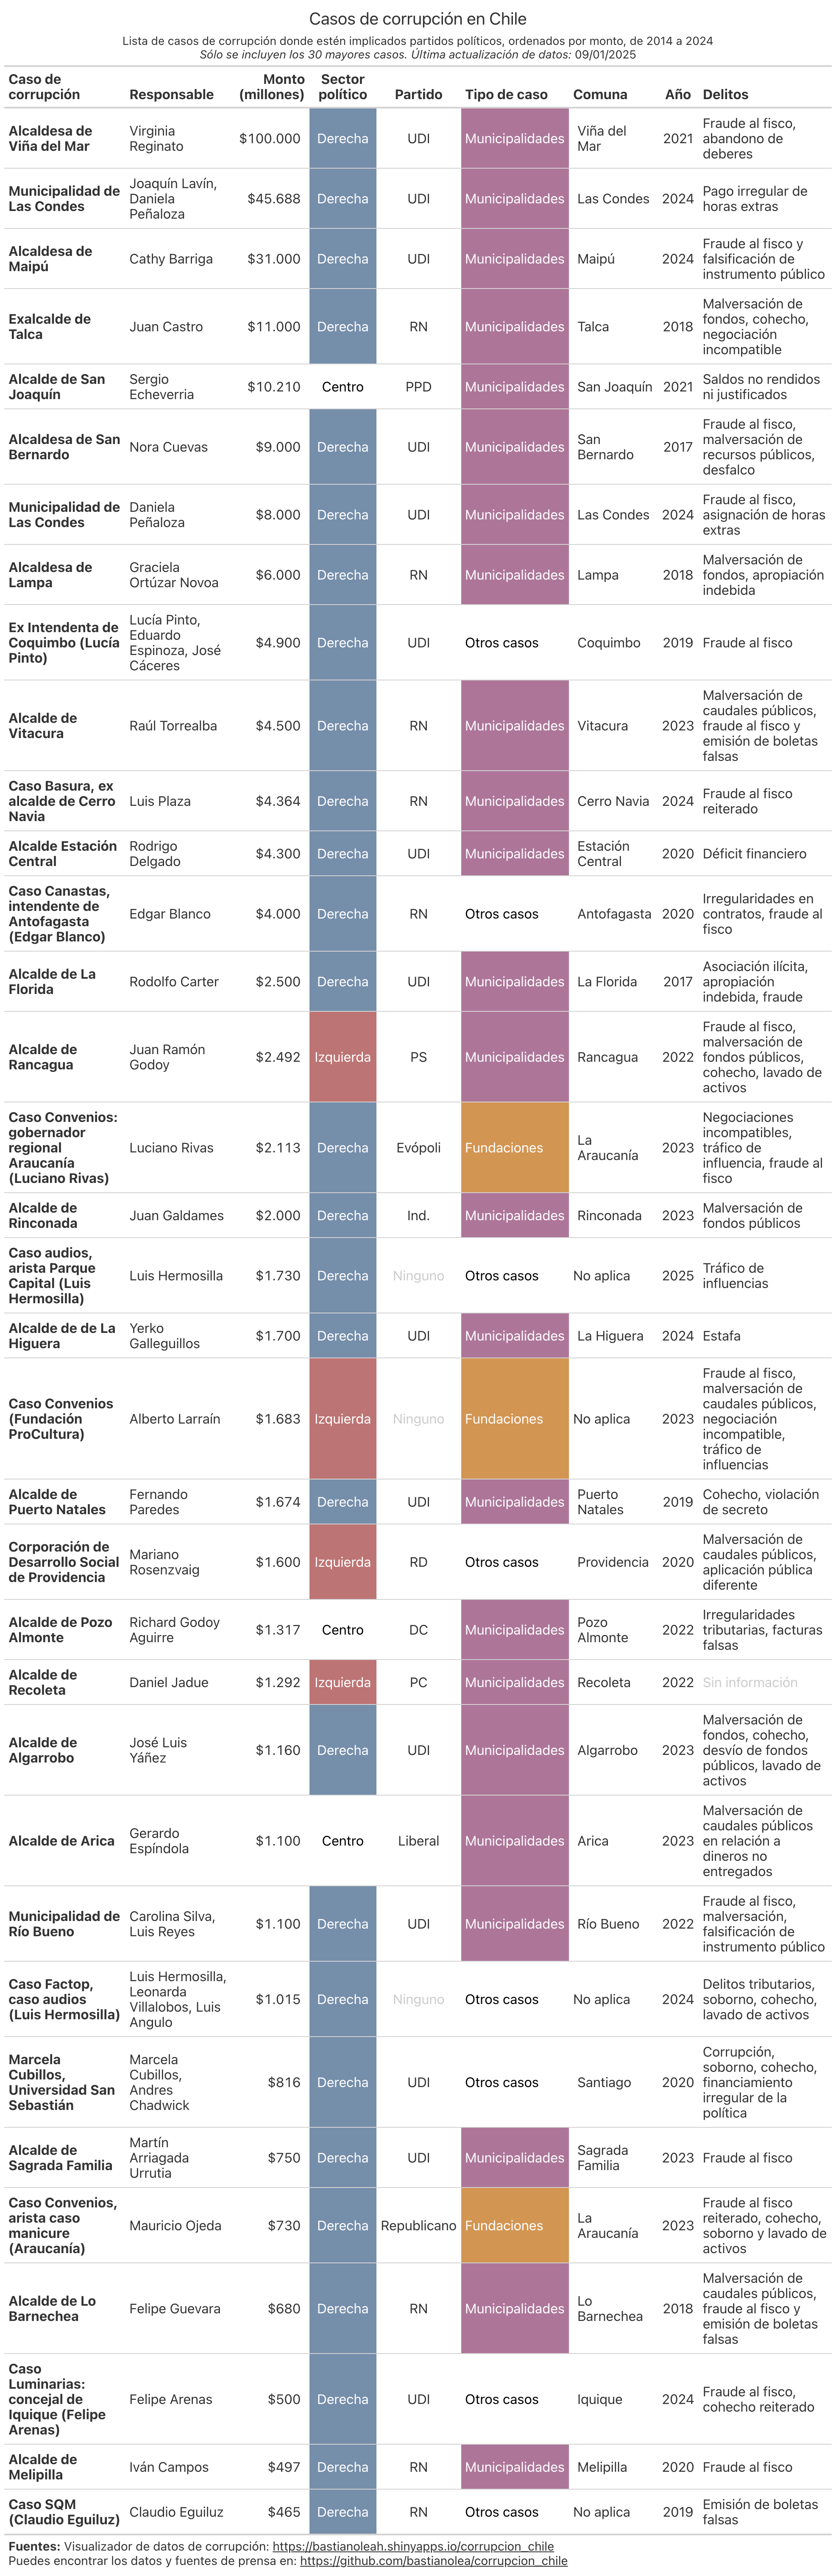 Casos de corrupción en Chile
Lista de casos de corrupción donde estén implicados partidos políticos, ordenados por monto, de 2014 a 2024
Sólo se incluyen los 30 mayores casos. Última actualización de datos: 09/01/2025
Caso de corrupción Responsable Monto (millones) Sector político Partido Tipo de caso Comuna Año Delitos
Alcaldesa de Viña del Mar Virginia Reginato $100.000 Derecha UDI Municipalidades Viña del Mar 2021 Fraude al fisco, abandono de deberes
Municipalidad de Las Condes Joaquín Lavín, Daniela Peñaloza $45.688 Derecha UDI Municipalidades Las Condes 2024 Pago irregular de horas extras
Alcaldesa de Maipú Cathy Barriga $31.000 Derecha UDI Municipalidades Maipú 2024 Fraude al fisco y falsificación de instrumento público
Exalcalde de Talca Juan Castro $11.000 Derecha RN Municipalidades Talca 2018 Malversación de fondos, cohecho, negociación incompatible
Alcalde de San Joaquín Sergio Echeverria $10.210 Centro PPD Municipalidades San Joaquín 2021 Saldos no rendidos ni justificados
Alcaldesa de San Bernardo Nora Cuevas $9.000 Derecha UDI Municipalidades San Bernardo 2017 Fraude al fisco, malversación de recursos públicos, desfalco
Municipalidad de Las Condes Daniela Peñaloza $8.000 Derecha UDI Municipalidades Las Condes 2024 Fraude al fisco, asignación de horas extras
Alcaldesa de Lampa Graciela Ortúzar Novoa $6.000 Derecha RN Municipalidades Lampa 2018 Malversación de fondos, apropiación indebida
Ex Intendenta de Coquimbo (Lucía Pinto) Lucía Pinto, Eduardo Espinoza, José Cáceres $4.900 Derecha UDI Otros casos Coquimbo 2019 Fraude al fisco
Alcalde de Vitacura Raúl Torrealba $4.500 Derecha RN Municipalidades Vitacura 2023 Malversación de caudales públicos, fraude al fisco y emisión de boletas falsas
Caso Basura, ex alcalde de Cerro Navia Luis Plaza $4.364 Derecha RN Municipalidades Cerro Navia 2024 Fraude al fisco reiterado
Alcalde Estación Central Rodrigo Delgado $4.300 Derecha UDI Municipalidades Estación Central 2020 Déficit financiero
Caso Canastas, intendente de Antofagasta (Edgar Blanco) Edgar Blanco $4.000 Derecha RN Otros casos Antofagasta 2020 Irregularidades en contratos, fraude al fisco
Alcalde de La Florida Rodolfo Carter $2.500 Derecha UDI Municipalidades La Florida 2017 Asociación ilícita, apropiación indebida, fraude
Alcalde de Rancagua Juan Ramón Godoy $2.492 Izquierda PS Municipalidades Rancagua 2022 Fraude al fisco, malversación de fondos públicos, cohecho, lavado de activos
Caso Convenios: gobernador regional Araucanía (Luciano Rivas) Luciano Rivas $2.113 Derecha Evópoli Fundaciones La Araucanía 2023 Negociaciones incompatibles, tráfico de influencia, fraude al fisco
Alcalde de Rinconada Juan Galdames $2.000 Derecha Ind. Municipalidades Rinconada 2023 Malversación de fondos públicos
Caso audios, arista Parque Capital (Luis Hermosilla) Luis Hermosilla $1.730 Derecha Ninguno Otros casos No aplica 2025 Tráfico de influencias
Alcalde de de La Higuera Yerko Galleguillos $1.700 Derecha UDI Municipalidades La Higuera 2024 Estafa
Caso Convenios (Fundación ProCultura) Alberto Larraín $1.683 Izquierda Ninguno Fundaciones No aplica 2023 Fraude al fisco, malversación de caudales públicos, negociación incompatible, tráfico de influencias
Alcalde de Puerto Natales Fernando Paredes $1.674 Derecha UDI Municipalidades Puerto Natales 2019 Cohecho, violación de secreto
Corporación de Desarrollo Social de Providencia Mariano Rosenzvaig $1.600 Izquierda RD Otros casos Providencia 2020 Malversación de caudales públicos, aplicación pública diferente
Alcalde de Pozo Almonte Richard Godoy Aguirre $1.317 Centro DC Municipalidades Pozo Almonte 2022 Irregularidades tributarias, facturas falsas
Alcalde de Recoleta Daniel Jadue $1.292 Izquierda PC Municipalidades Recoleta 2022 Sin información
Alcalde de Algarrobo José Luis Yáñez $1.160 Derecha UDI Municipalidades Algarrobo 2023 Malversación de fondos, cohecho, desvío de fondos públicos, lavado de activos
Alcalde de Arica Gerardo Espíndola $1.100 Centro Liberal Municipalidades Arica 2023 Malversación de caudales públicos en relación a dineros no entregados
Municipalidad de Río Bueno Carolina Silva, Luis Reyes $1.100 Derecha UDI Municipalidades Río Bueno 2022 Fraude al fisco, malversación, falsificación de instrumento público
Caso Factop, caso audios (Luis Hermosilla) Luis Hermosilla, Leonarda Villalobos, Luis Angulo $1.015 Derecha Ninguno Otros casos No aplica 2024 Delitos tributarios, soborno, cohecho, lavado de activos
Marcela Cubillos, Universidad San Sebastián Marcela Cubillos, Andres Chadwick $816 Derecha UDI Otros casos Santiago 2020 Corrupción, soborno, cohecho, financiamiento irregular de la política
Alcalde de Sagrada Familia Martín Arriagada Urrutia $750 Derecha UDI Municipalidades Sagrada Familia 2023 Fraude al fisco
Caso Convenios, arista caso manicure (Araucanía) Mauricio Ojeda $730 Derecha Republicano Fundaciones La Araucanía 2023 Fraude al fisco reiterado, cohecho, soborno y lavado de activos
Alcalde de Lo Barnechea Felipe Guevara $680 Derecha RN Municipalidades Lo Barnechea 2018 Malversación de caudales públicos, fraude al fisco y emisión de boletas falsas
Caso Luminarias: concejal de Iquique (Felipe Arenas) Felipe Arenas $500 Derecha UDI Otros casos Iquique 2024 Fraude al fisco, cohecho reiterado
Alcalde de Melipilla Iván Campos $497 Derecha RN Municipalidades Melipilla 2020 Fraude al fisco
Caso SQM (Claudio Eguiluz) Claudio Eguiluz $465 Derecha RN Otros casos No aplica 2019 Emisión de boletas falsas
Fuentes: Visualizador de datos de corrupción: https://bastianoleah.shinyapps.io/corrupcion_chile
Puedes encontrar los datos y fuentes de prensa en: https://github.com/bastianolea/corrupcion_chile